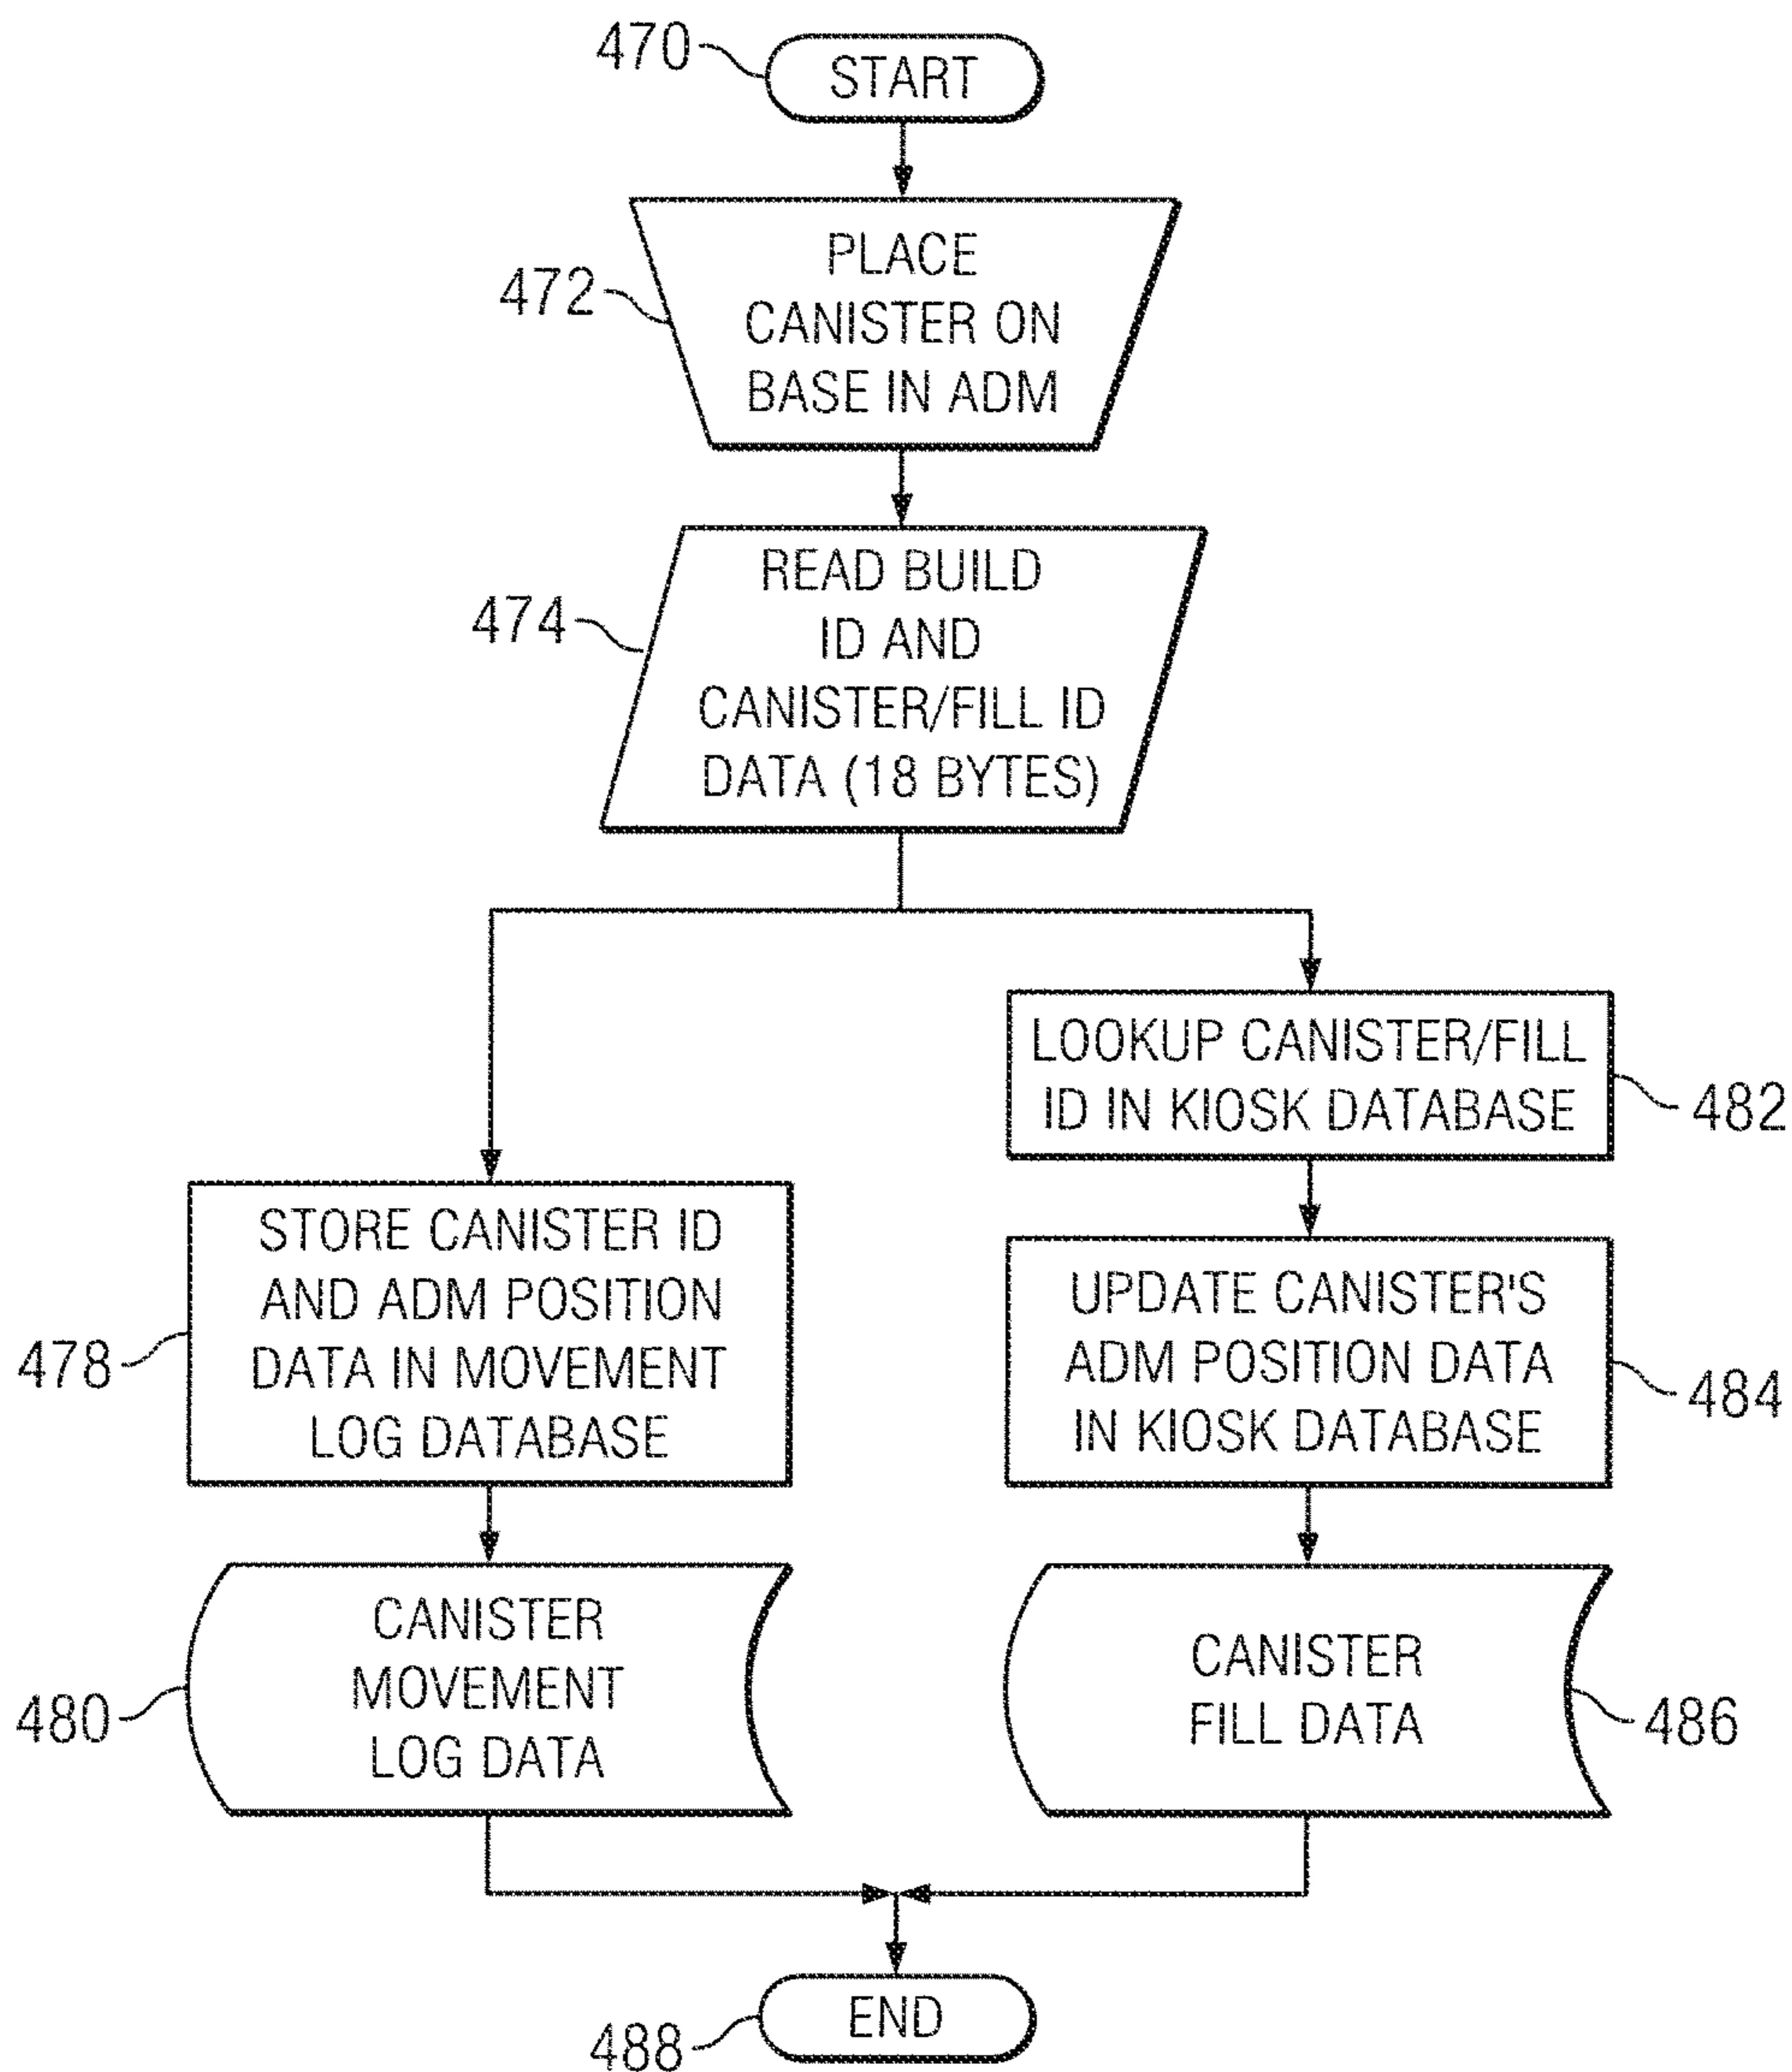 470
START
472
PLACE
CANISTER ON
BASE IN ADM
474
READ BUILD
ID AND
CANISTER/FILL ID
DATA (18 BYTES)
LOOKUP CANISTER/FILL
ID IN KIOSK DATABASE
482
478
STORE CANISTER ID
AND ADM POSITION
DATA IN MOVEMENT
LOG DATABASE
UPDATE CANISTER'S
ADM POSITION DATA
IN KIOSK DATABASE
484
480
CANISTER
MOVEMENT
LOG DATA
CANISTER
FILL DATA
486
END
488